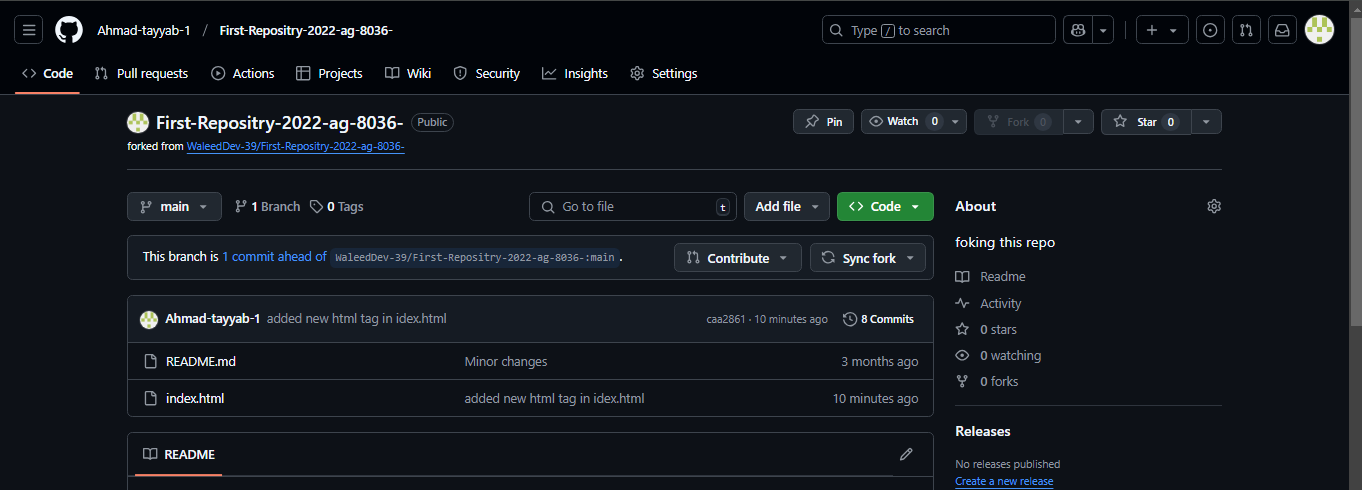 Ahmad-tayyab-1 / First-Repositry-2022-ag-8036-
Type / to search
Code Pull requests Actions Projects Wiki Security Insights Settings
First-Repositry-2022-ag-8036- Public
Pin Watch 0 Fork 0 Star 0
forked from WaleedDev-39/First-Repositry-2022-ag-8036-
main 1 Branch 0 Tags
Go to file t Add file Code
This branch is 1 commit ahead of WaleedDev-39/First-Repositry-2022-ag-8036-:main.
Contribute Sync fork
Ahmad-tayyab-1 added new html tag in idex.html caa2861 · 10 minutes ago 8 Commits
README.md Minor changes 3 months ago
index.html added new html tag in idex.html 10 minutes ago
README
About
foking this repo
Readme
Activity
0 stars
0 watching
0 forks
Releases
No releases published
Create a new release